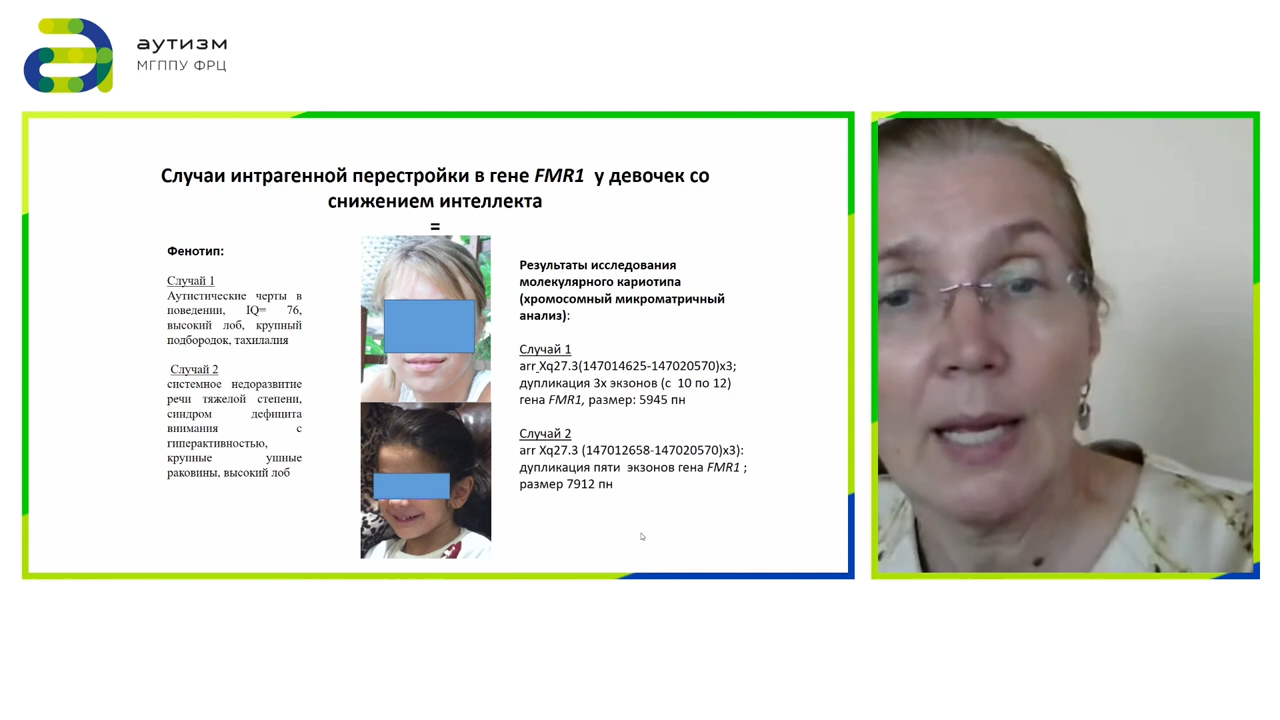 аутизм
МГППУ ФРЦ
Случаи интрагенной перестройки в гене FMR1 у девочек со
снижением интеллекта
=
Фенотип:
Случай 1
Аутистические черты в
поведении, IQ= 76,
высокий лоб, крупный
подбородок, тахилалия
Случай 2
системное недоразвитие
речи тяжелой степени,
синдром дефицита
внимания с
гиперактивностью,
крупные ушные
раковины, высокий лоб
Результаты исследования
молекулярного кариотипа
(хромосомный микроматричный
анализ):
Случай 1
arr Xq27.3(147014625-147020570)x3;
дупликация 3х экзонов (с 10 по 12)
гена FMR1, размер: 5945 пн
Случай 2
arr Xq27.3 (147012658-147020570)x3):
дупликация пяти экзонов гена FMR1 ;
размер 7912 пн